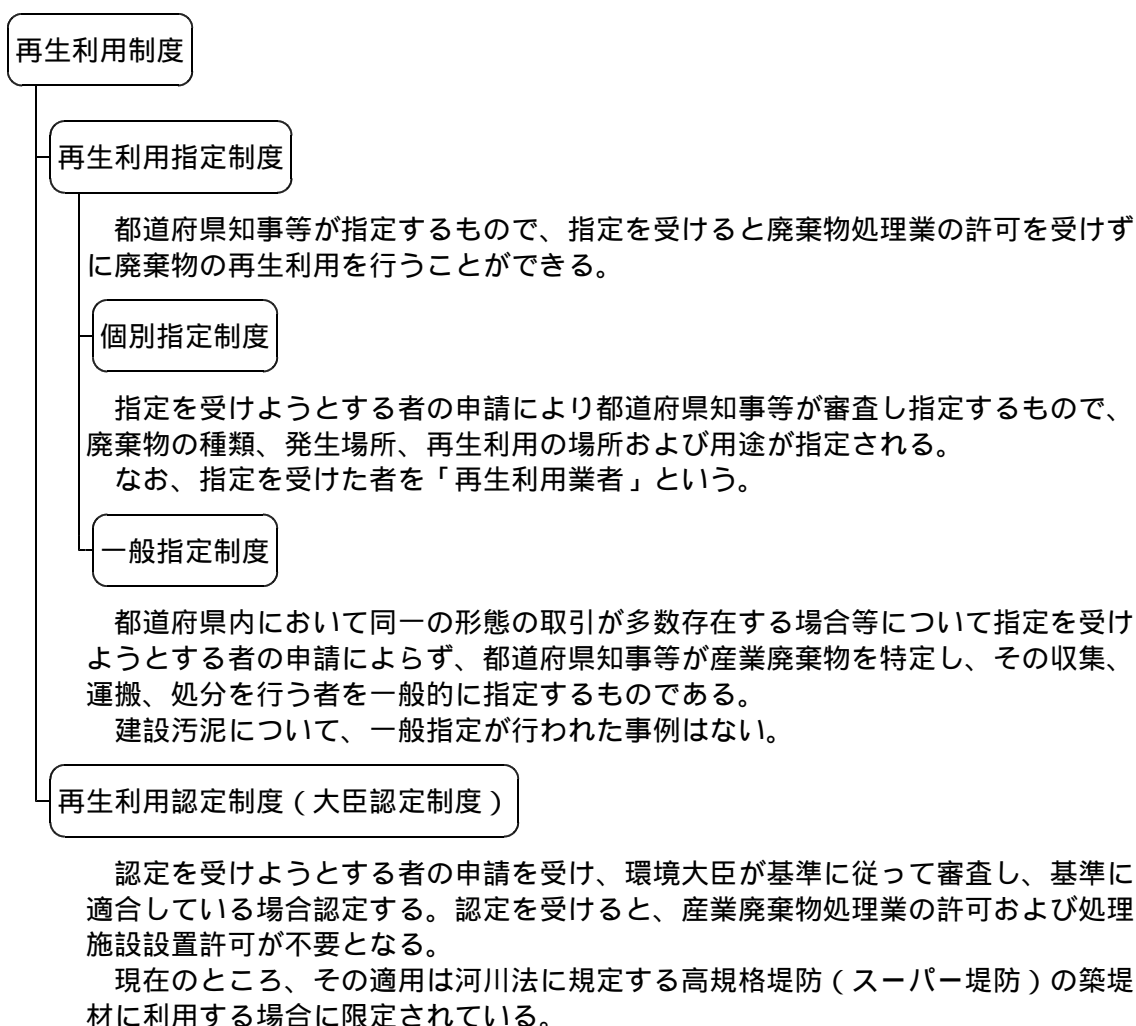 再生利用制度
再生利用指定制度
都道府県知事等が指定するもので、指定を受けると廃棄物処理業の許可を受けず
に廃棄物の再生利用を行うことができる。
個別指定制度
指定を受けようとする者の申請により都道府県知事等が審査し指定するもので、
廃棄物の種類、発生場所、再生利用の場所および用途が指定される。
なお、指定を受けた者を「再生利用業者」という。
一般指定制度
都道府県内において同一の形態の取引が多数存在する場合等について指定を受け
ようとする者の申請によらず、都道府県知事等が産業廃棄物を特定し、その収集、
運搬、処分を行う者を一般的に指定するものである。
建設汚泥について、一般指定が行われた事例はない。
再生利用認定制度（大臣認定制度）
認定を受けようとする者の申請を受け、環境大臣が基準に従って審査し、基準に
適合している場合認定する。認定を受けると、産業廃棄物処理業の許可および処理
施設設置許可が不要となる。
現在のところ、その適用は河川法に規定する高規格堤防（スーパー堤防）の築堤
材に利用する場合に限定されている。